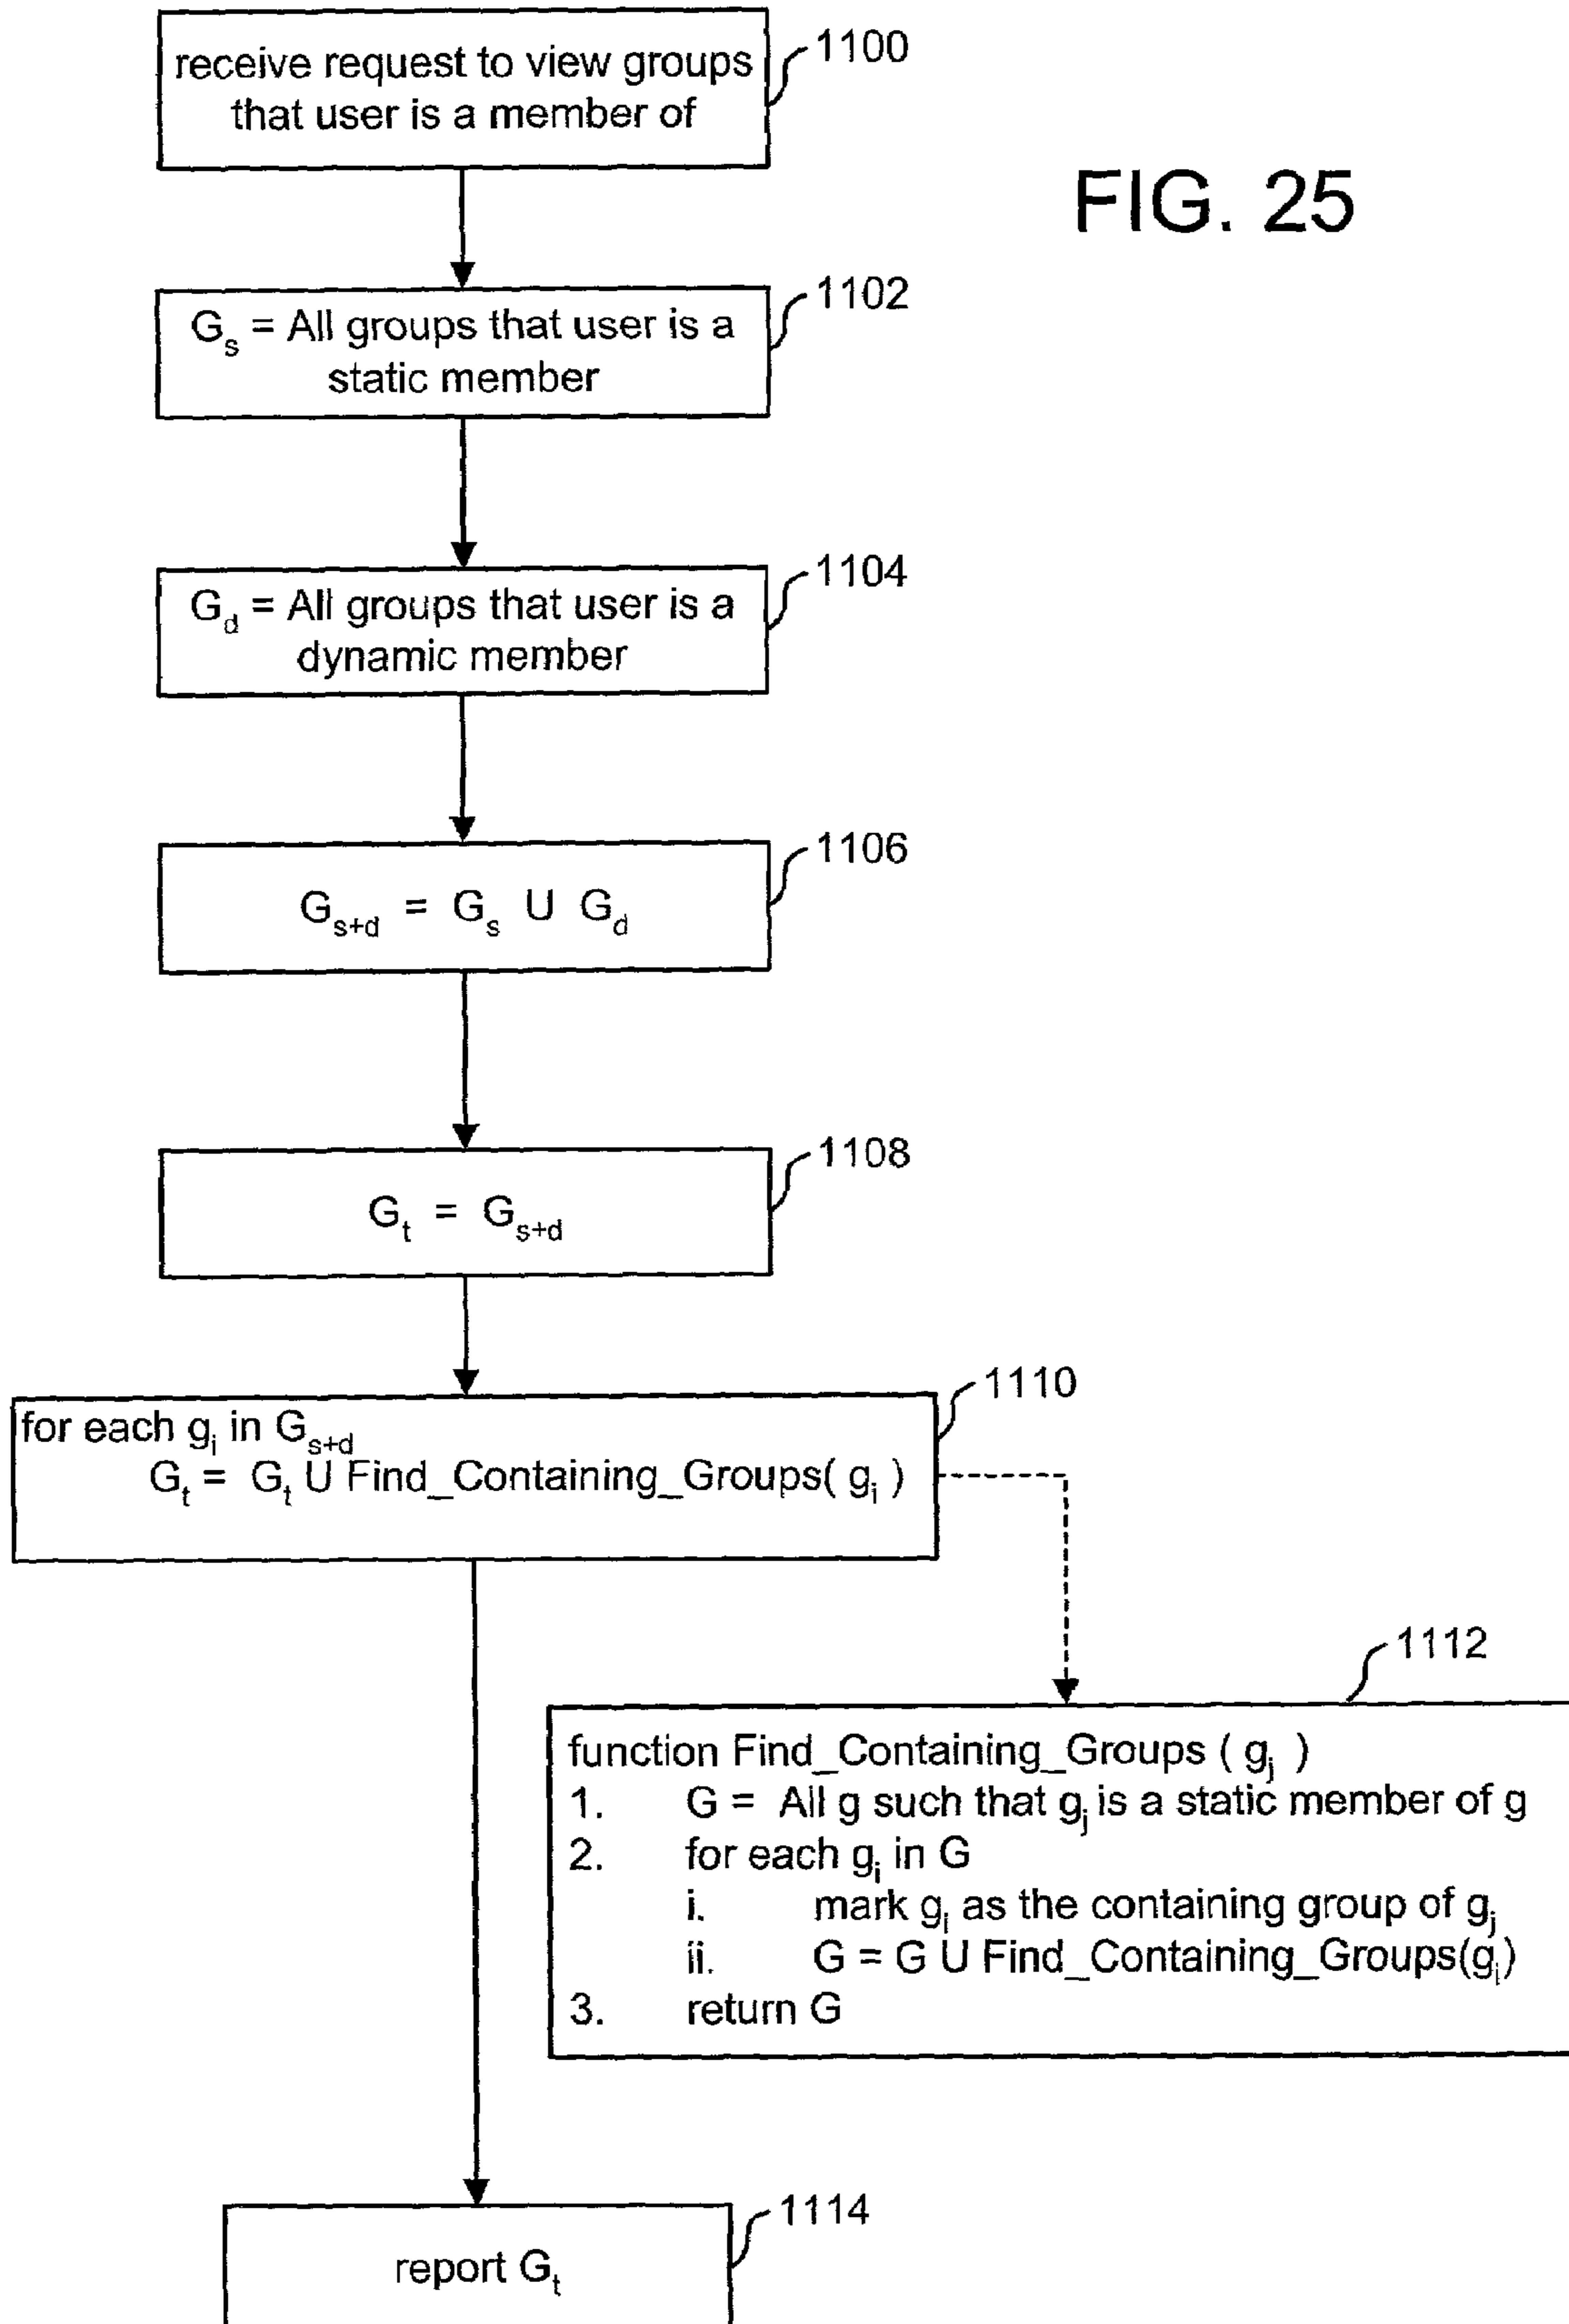 receive request to view groups
that user is a member of
1100
FIG. 25
1102
Gₛ = All groups that user is a
static member
1104
G_d = All groups that user is a
dynamic member
1106
Gₛ₊d = Gₛ U G_d
1108
Gₜ = Gₛ₊d
1110
for each gᵢ in Gₛ₊d
Gₜ = Gₜ U Find_Containing_Groups( gᵢ )
1112
function Find_Containing_Groups ( gⱼ )
1. G = All g such that gⱼ is a static member of g
2. for each gᵢ in G
i. mark gᵢ as the containing group of gⱼ
ii. G = G U Find_Containing_Groups(gᵢ)
3. return G
1114
report Gₜ